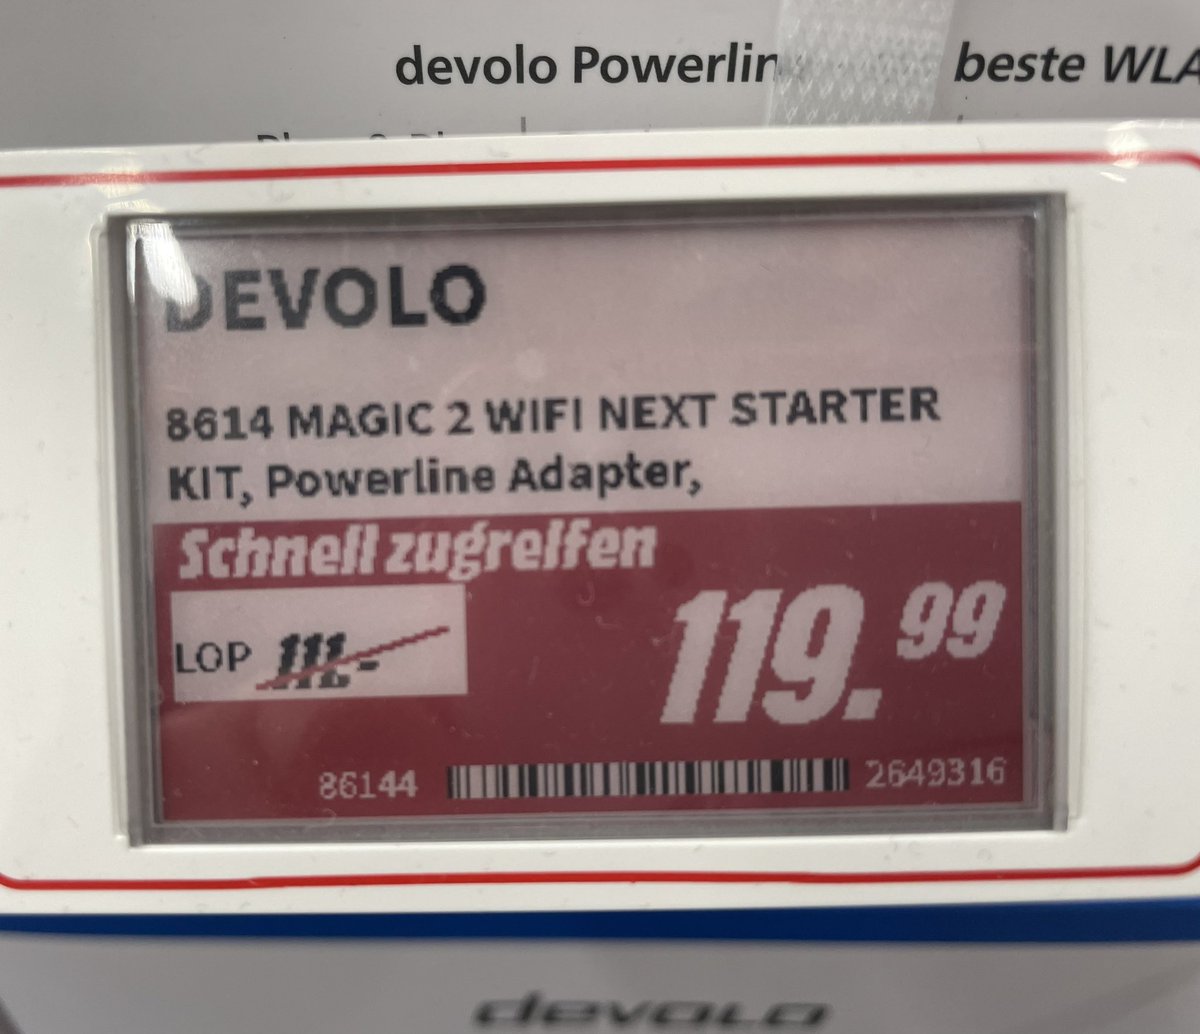 devolo Powerlin
beste WLA
DEVOLO
8614 MAGIC 2 WIFI NEXT STARTER
KIT, Powerline Adapter,
Schnell zugreifen
LOP 111.-
119.99
86144
2649316
devolo